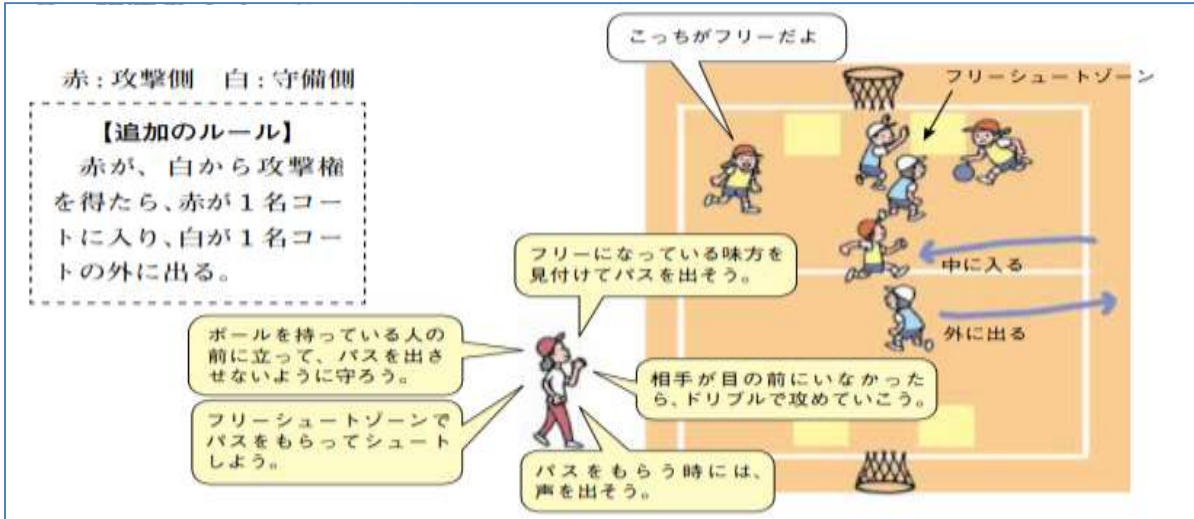 こっちがフリーだよ
フリーシュートゾーン
赤：攻撃側　白：守備側
【追加のルール】
赤が、白から攻撃権
を得たら、赤が１名コー
トに入り、白が１名コー
トの外に出る。
フリーになっている味方を
見付けてパスを出そう。
中に入る
ボールを持っている人の
前に立って、パスを出さ
せないように守ろう。
外に出る
相手が目の前にいなかった
ら、ドリブルで攻めていこう。
フリーシュートゾーンで
パスをもらってシュート
しよう。
パスをもらう時には、
声を出そう。